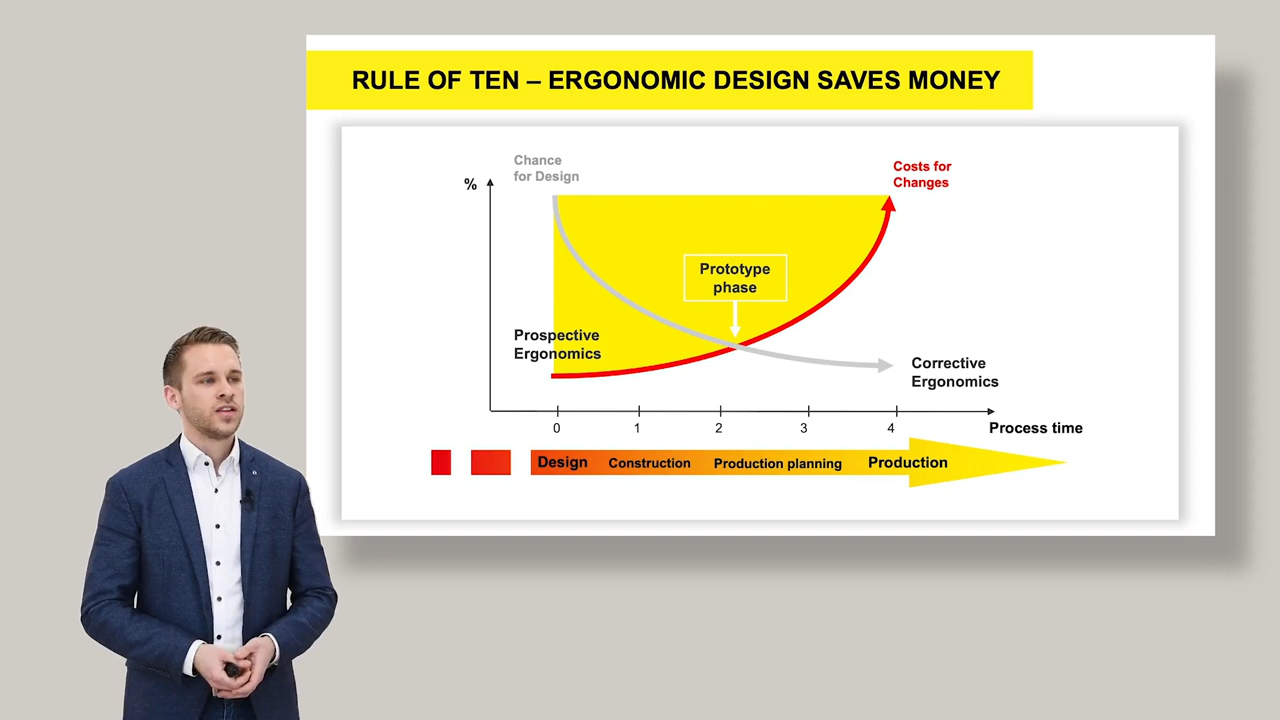 RULE OF TEN – ERGONOMIC DESIGN SAVES MONEY
Chance
for Design
Costs for
Changes
%
Prototype
phase
Prospective
Ergonomics
Corrective
Ergonomics
0 1 2 3 4
Process time
Design Construction Production planning Production